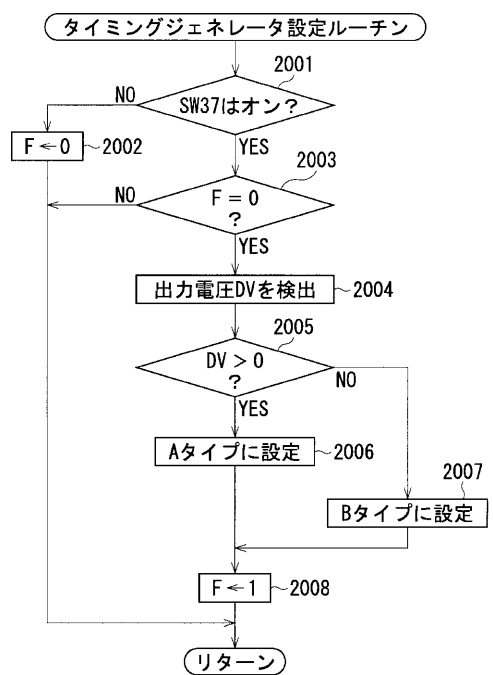 タイミングジェネレータ設定ルーチン
2001
SW37はオン?
NO
YES
F←0
2002
2003
F=0
?
NO
YES
出力電圧DVを検出
2004
2005
DV>0
?
NO
YES
Aタイプに設定
2006
2007
Bタイプに設定
F←1
2008
リターン